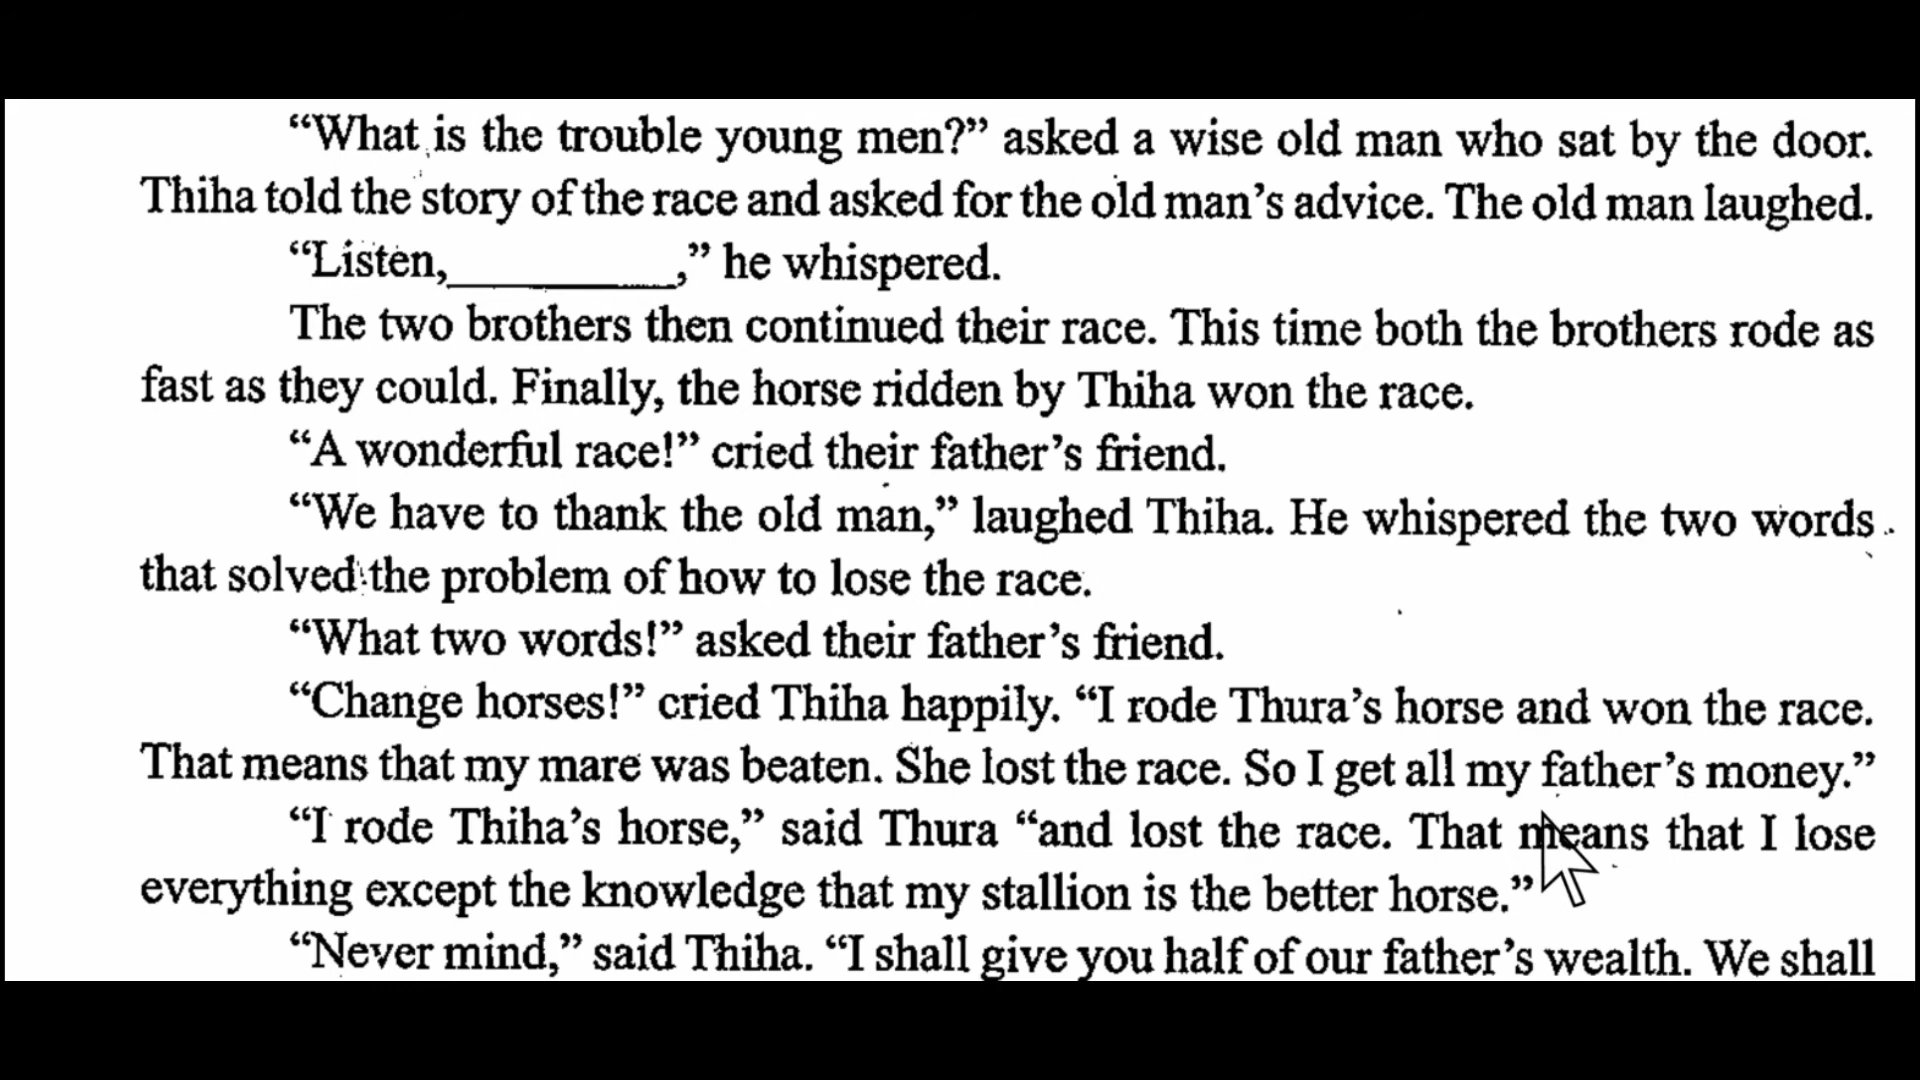 “What is the trouble young men?” asked a wise old man who sat by the door.
Thiha told the story of the race and asked for the old man’s advice. The old man laughed.
“Listen,__________,” he whispered.
The two brothers then continued their race. This time both the brothers rode as
fast as they could. Finally, the horse ridden by Thiha won the race.
“A wonderful race!” cried their father’s friend.
“We have to thank the old man,” laughed Thiha. He whispered the two words
that solved the problem of how to lose the race.
“What two words!” asked their father’s friend.
“Change horses!” cried Thiha happily. “I rode Thura’s horse and won the race.
That means that my mare was beaten. She lost the race. So I get all my father’s money.”
“I rode Thiha’s horse,” said Thura “and lost the race. That means that I lose
everything except the knowledge that my stallion is the better horse.”
“Never mind,” said Thiha. “I shall give you half of our father’s wealth. We shall